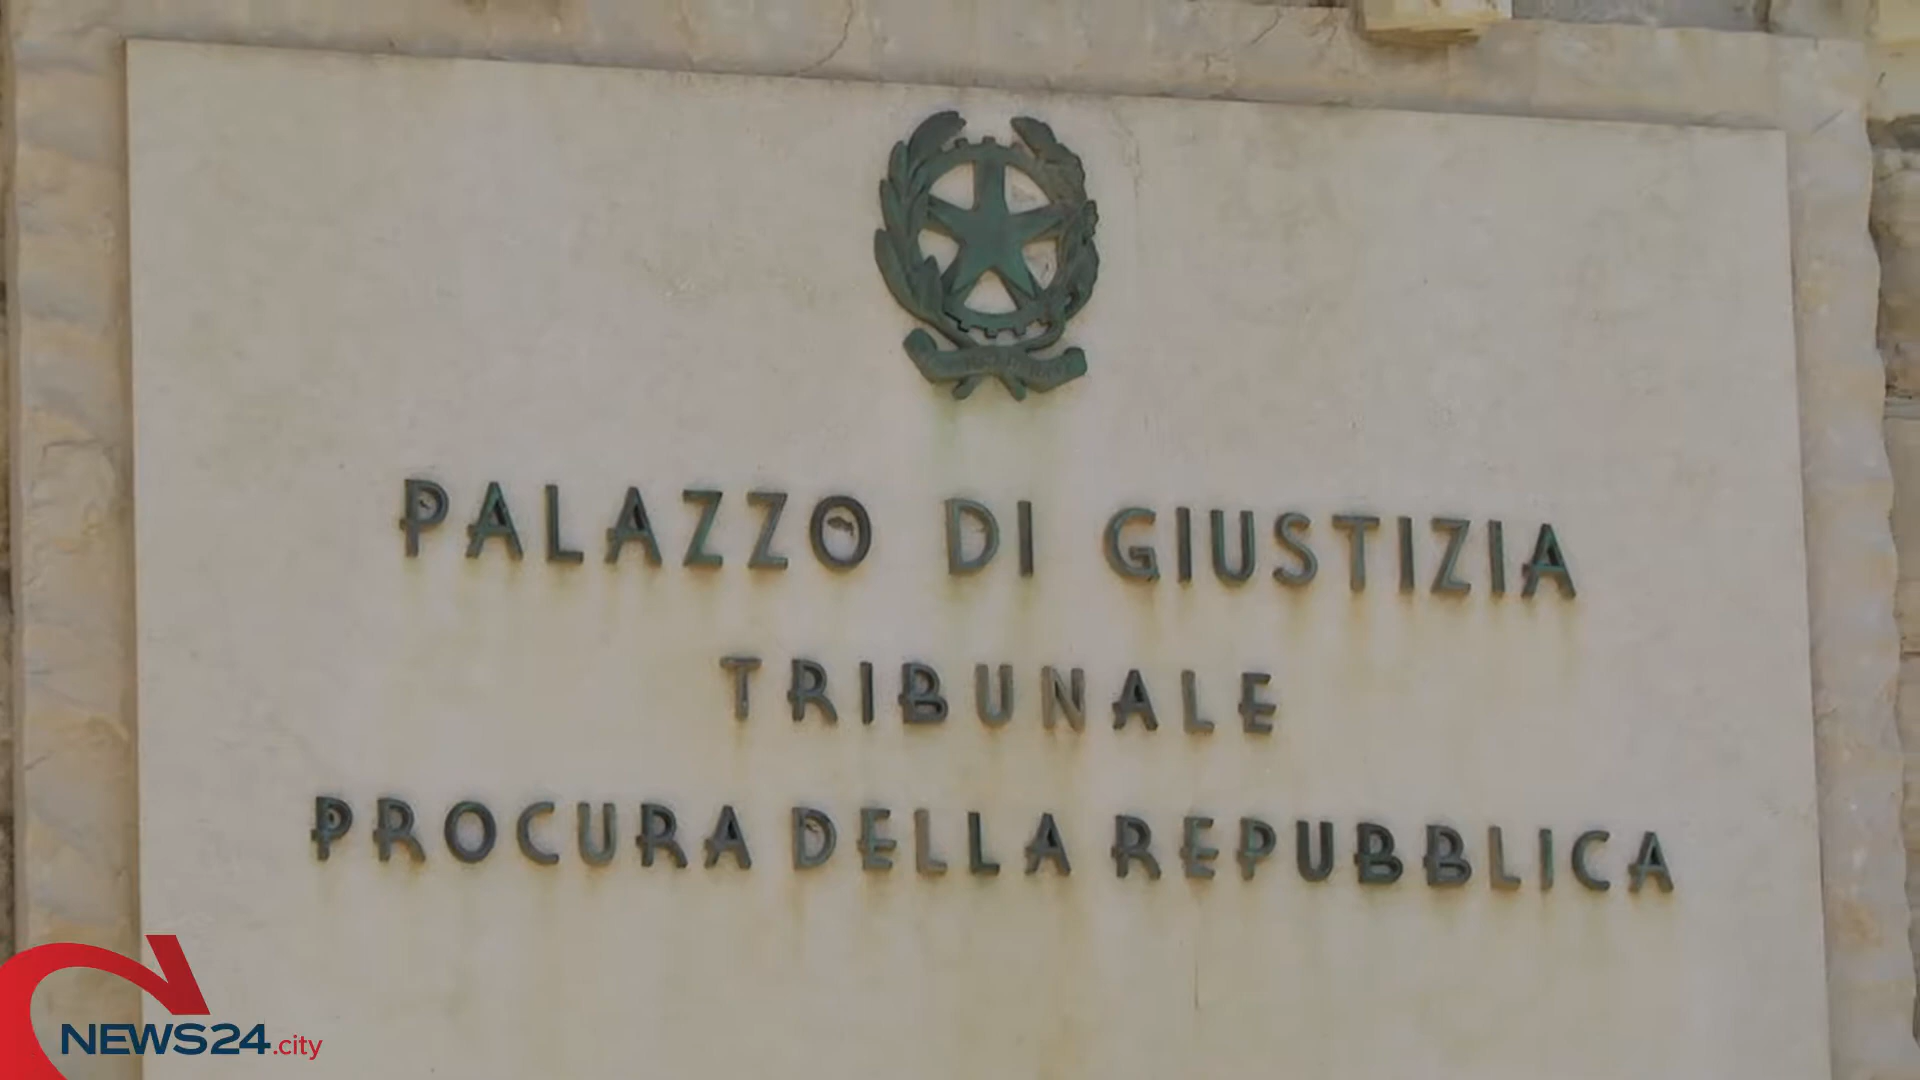 PALAZZO DI GIUSTIZIA
TRIBUNALE
PROCURA DELLA REPUBBLICA
NEWS24.city